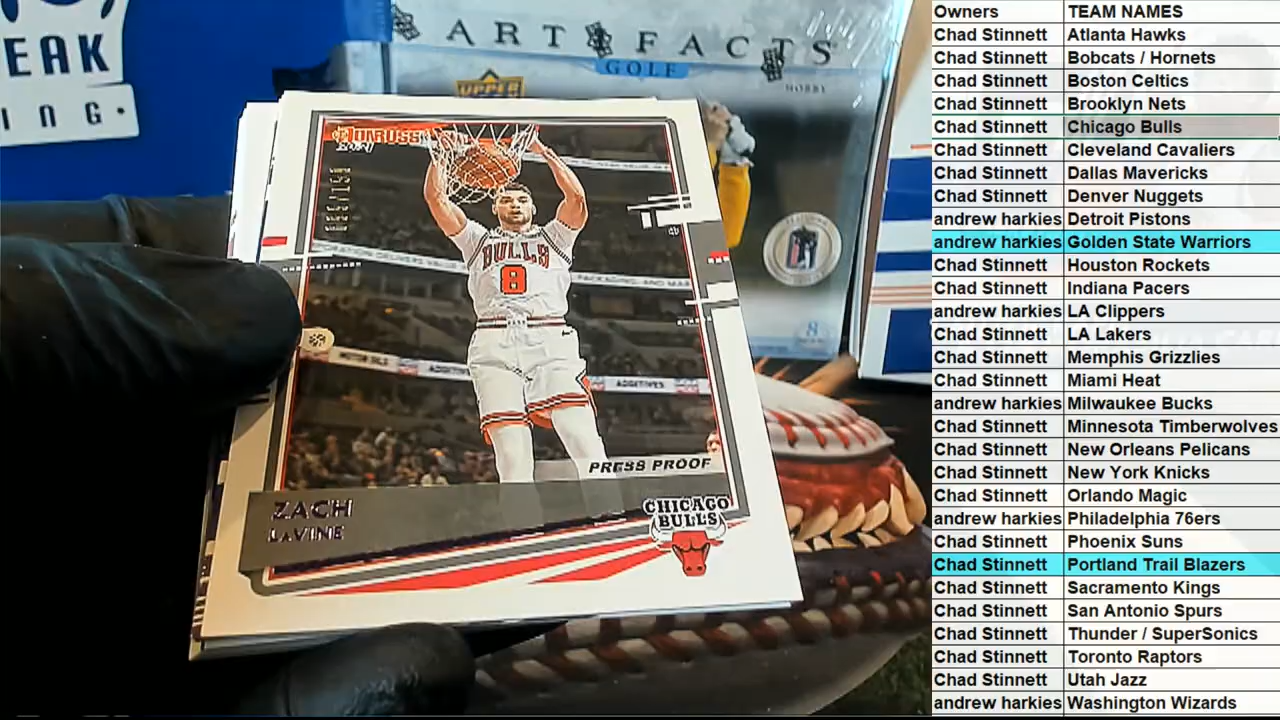 EAK
ING.
ARTIFACTS
GOLF
HOBBY
UPPER
BULLS
8
ADDITIVES
PRESS PROOF
ZACH
LAVINE
CHICAGO
BULLS
Owners TEAM NAMES
Chad Stinnett Atlanta Hawks
Chad Stinnett Bobcats / Hornets
Chad Stinnett Boston Celtics
Chad Stinnett Brooklyn Nets
Chad Stinnett Chicago Bulls
Chad Stinnett Cleveland Cavaliers
Chad Stinnett Dallas Mavericks
Chad Stinnett Denver Nuggets
andrew harkies Detroit Pistons
andrew harkies Golden State Warriors
Chad Stinnett Houston Rockets
Chad Stinnett Indiana Pacers
andrew harkies LA Clippers
Chad Stinnett LA Lakers
Chad Stinnett Memphis Grizzlies
Chad Stinnett Miami Heat
andrew harkies Milwaukee Bucks
Chad Stinnett Minnesota Timberwolves
Chad Stinnett New Orleans Pelicans
Chad Stinnett New York Knicks
Chad Stinnett Orlando Magic
andrew harkies Philadelphia 76ers
Chad Stinnett Phoenix Suns
Chad Stinnett Portland Trail Blazers
Chad Stinnett Sacramento Kings
Chad Stinnett San Antonio Spurs
Chad Stinnett Thunder / SuperSonics
Chad Stinnett Toronto Raptors
Chad Stinnett Utah Jazz
andrew harkies Washington Wizards